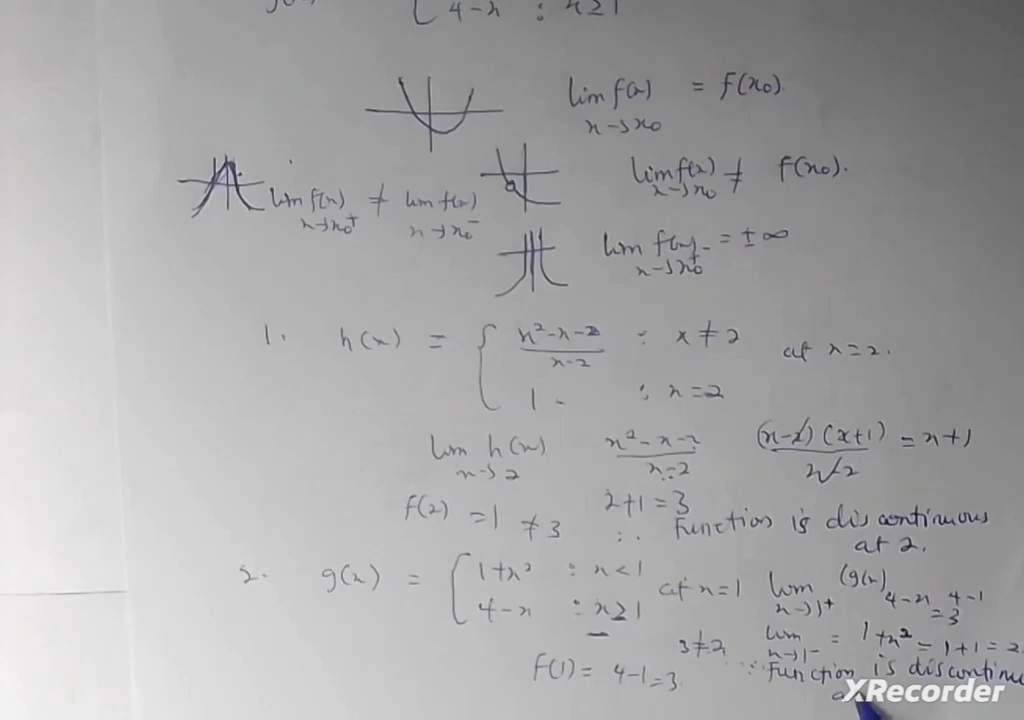 4-x : x≥1
lim f(x) = f(x₀).
x→x₀
lim f(x) ≠ f(x₀).
x→x₀
lim f(x) ≠ lim f(x)
x→x₀⁺ x→x₀⁻
lim f(x) = ±∞
x→x₀
1. h(x) = { x²-x-2 / x-2 : x≠2 at x=2.
1 : x=2
lim h(x) x²-x-2 / x-2 (x-2)(x+1) / x-2 = x+1
x→2
f(2) = 1 ≠3 2+1=3
∴ Function is discontinuous
at 2.
2. g(x) = { 1+x² : x<1 at x=1 lim (g(x) 4-x 4-1
4-x : x≥1 x→1⁺ =3
3≠2 lim = 1+x² = 1+1=2
x→1⁻
f(1) = 4-1=3. ∴ Function is discontinu
XRecorder